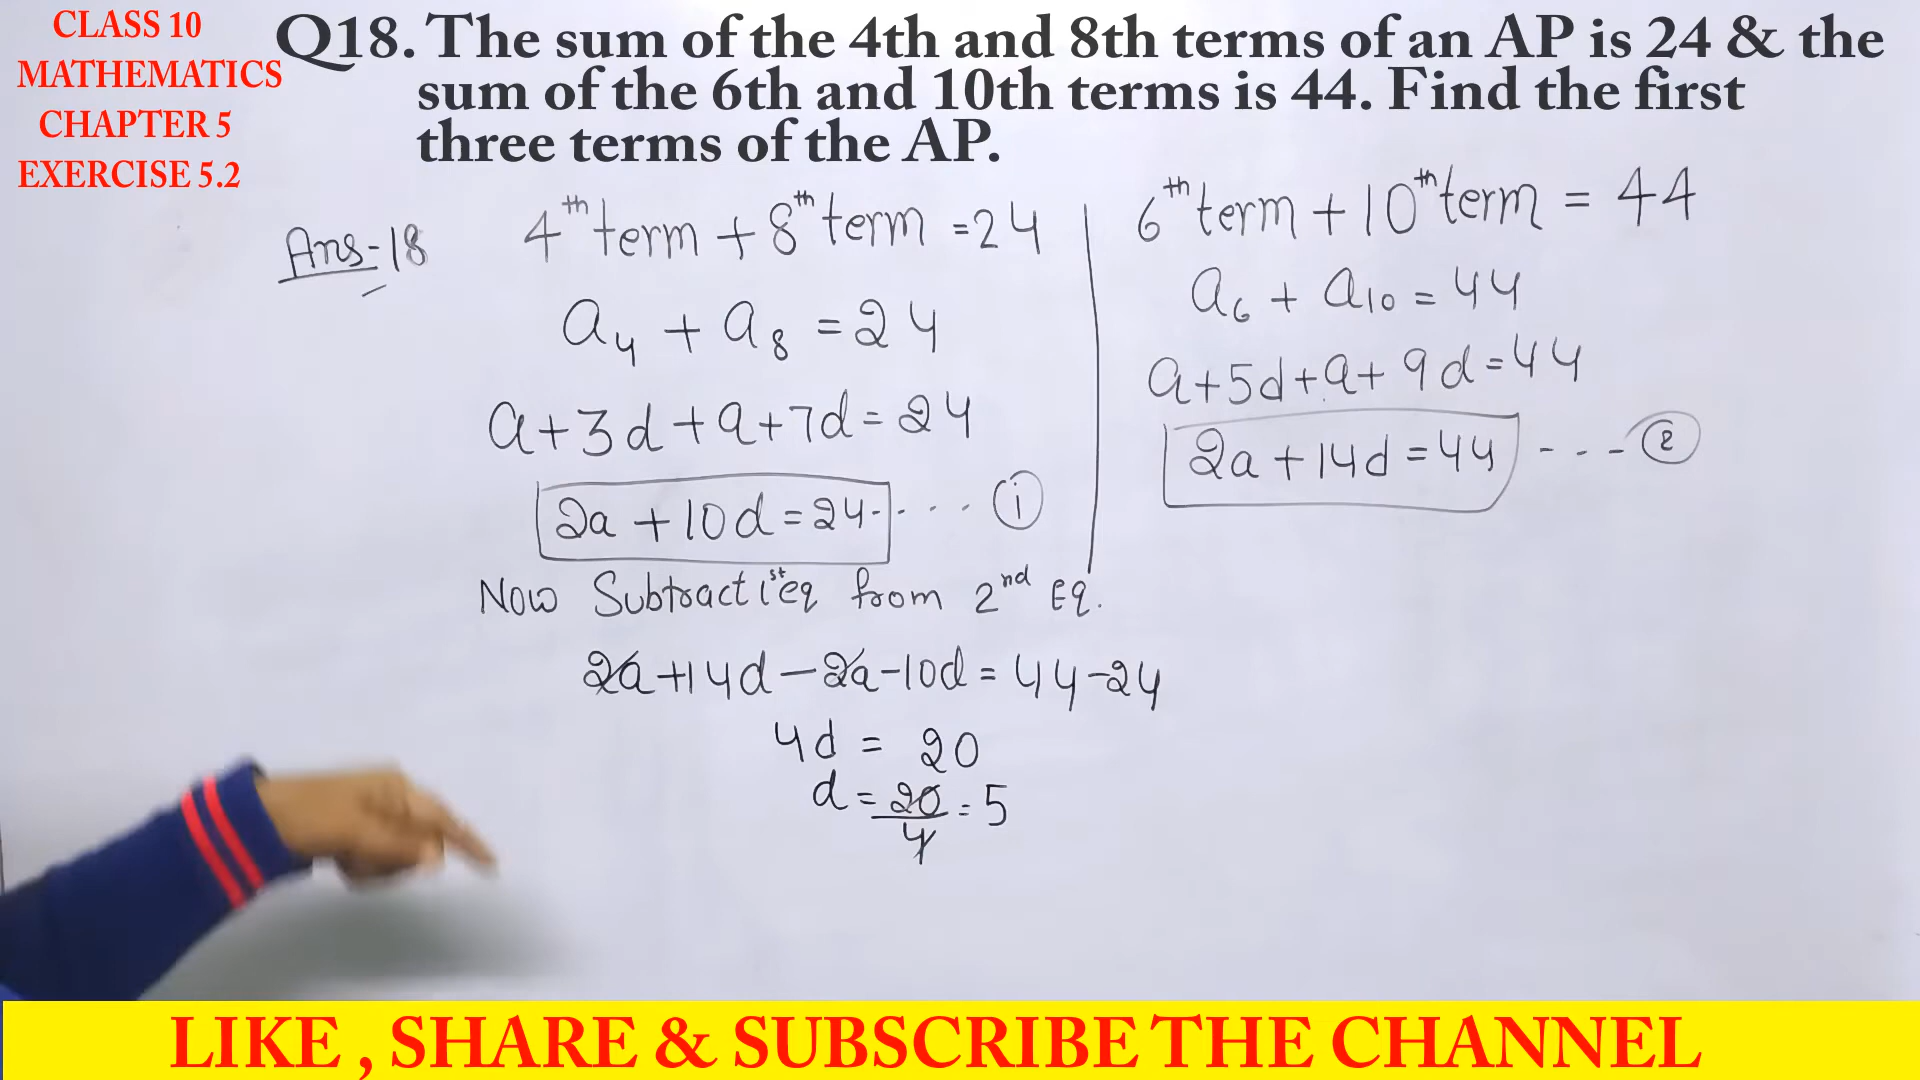 CLASS 10
MATHEMATICS
CHAPTER 5
EXERCISE 5.2
Q18. The sum of the 4th and 8th terms of an AP is 24 & the
sum of the 6th and 10th terms is 44. Find the first
three terms of the AP.
Ans-18
4th term + 8th term = 24
a4 + a8 = 24
a+3d+a+7d=24
2a+10d=24 ---- 1
6th term + 10th term = 44
a6 + a10 = 44
a+5d+a+9d=44
2a+14d=44 --- 2
Now Subtract 1st eq from 2nd Eq.
2a+14d-2a-10d=44-24
4d = 20
d = 20/4 = 5
LIKE , SHARE & SUBSCRIBE THE CHANNEL